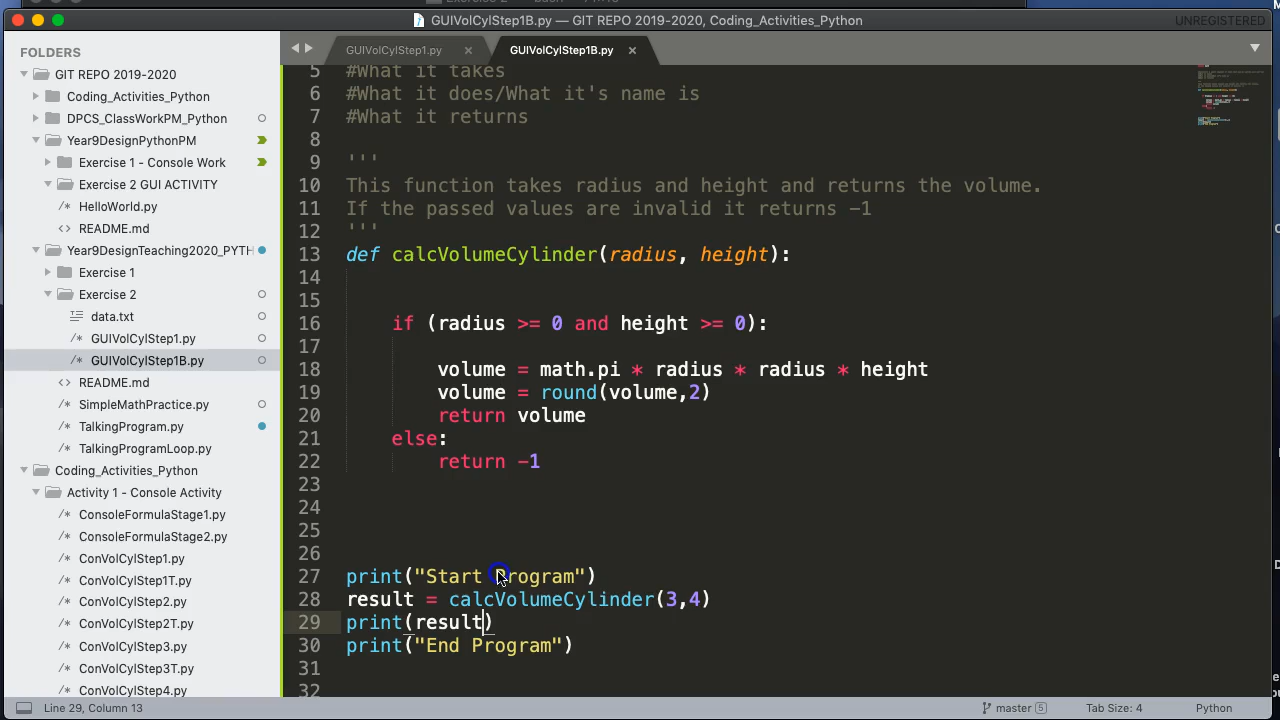 GUIVolCylStep1B.py — GIT REPO 2019-2020, Coding_Activities_Python
UNREGISTERED
FOLDERS
GIT REPO 2019-2020
Coding_Activities_Python
DPCS_ClassWorkPM_Python
Year9DesignPythonPM
Exercise 1 - Console Work
Exercise 2 GUI ACTIVITY
/* HelloWorld.py
<> README.md
Year9DesignTeaching2020_PYTH
Exercise 1
Exercise 2
data.txt
/* GUIVolCylStep1.py
/* GUIVolCylStep1B.py
<> README.md
/* SimpleMathPractice.py
/* TalkingProgram.py
/* TalkingProgramLoop.py
Coding_Activities_Python
Activity 1 - Console Activity
/* ConsoleFormulaStage1.py
/* ConsoleFormulaStage2.py
/* ConVolCylStep1.py
/* ConVolCylStep1T.py
/* ConVolCylStep2.py
/* ConVolCylStep2T.py
/* ConVolCylStep3.py
/* ConVolCylStep3T.py
/* ConVolCylStep4.py
GUIVolCylStep1.py ×
GUIVolCylStep1B.py ×
5 #What it takes
6 #What it does/What it's name is
7 #What it returns
8
9 '''
10 This function takes radius and height and returns the volume.
11 If the passed values are invalid it returns -1
12 '''
13 def calcVolumeCylinder(radius, height):
14
15
16 if (radius >= 0 and height >= 0):
17
18 volume = math.pi * radius * radius * height
19 volume = round(volume,2)
20 return volume
21 else:
22 return -1
23
24
25
26
27 print("Start Program")
28 result = calcVolumeCylinder(3,4)
29 print(result)
30 print("End Program")
31
32
Line 29, Column 13
master 5
Tab Size: 4
Python